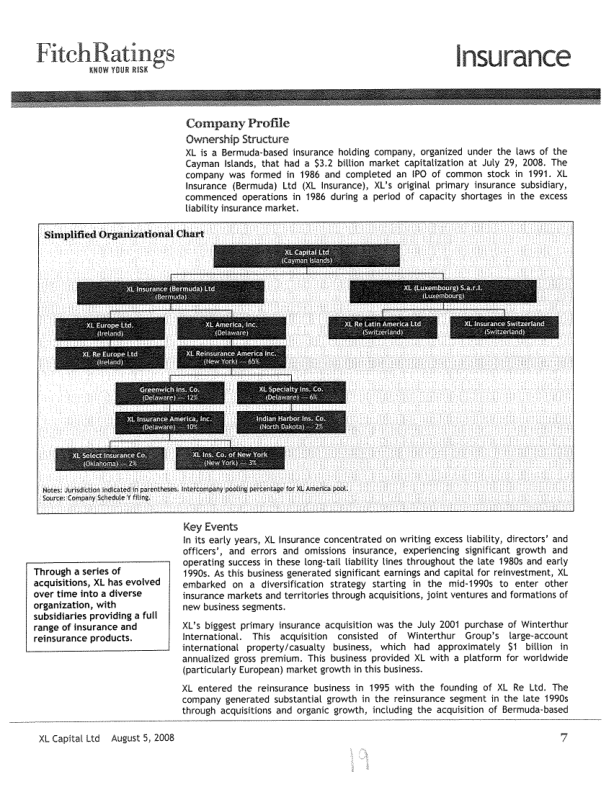 FitchRatings
KNOW YOUR RISK
Insurance
Company Profile
Ownership Structure
XL is a Bermuda-based insurance holding company, organized under the laws of the
Cayman Islands, that had a $3.2 billion market capitalization at July 29, 2008. The
company was formed in 1986 and completed an IPO of common stock in 1991. XL
Insurance (Bermuda) Ltd (XL Insurance), XL's original primary insurance subsidiary,
commenced operations in 1986 during a period of capacity shortages in the excess
liability insurance market.
Simplified Organizational Chart
XL Capital Ltd
(Cayman Islands)
XL Insurance (Bermuda) Ltd
(Bermuda)
XL (Luxembourg) S.a.r.l.
(Luxembourg)
XL Europe Ltd.
(Ireland)
XL America, Inc.
(Delaware)
XL Re Latin America Ltd
(Switzerland)
XL Insurance Switzerland
(Switzerland)
XL Re Europe Ltd
(Ireland)
XL Reinsurance America Inc.
(New York) — 65%
Greenwich Ins. Co.
(Delaware) — 12%
XL Specialty Ins. Co.
(Delaware) — 6%
XL Insurance America, Inc.
(Delaware) — 10%
Indian Harbor Ins. Co.
(North Dakota) — 2%
XL Select Insurance Co.
(Oklahoma) — 2%
XL Ins. Co. of New York
(New York) — 3%
Notes: Jurisdiction indicated in parentheses. Intercompany pooling percentage for XL America pool.
Source: Company Schedule Y filing.
Key Events
In its early years, XL Insurance concentrated on writing excess liability, directors' and
officers', and errors and omissions insurance, experiencing significant growth and
operating success in these long-tail liability lines throughout the late 1980s and early
1990s. As this business generated significant earnings and capital for reinvestment, XL
embarked on a diversification strategy starting in the mid-1990s to enter other
insurance markets and territories through acquisitions, joint ventures and formations of
new business segments.
Through a series of
acquisitions, XL has evolved
over time into a diverse
organization, with
subsidiaries providing a full
range of insurance and
reinsurance products.
XL's biggest primary insurance acquisition was the July 2001 purchase of Winterthur
International. This acquisition consisted of Winterthur Group's large-account
international property/casualty business, which had approximately $1 billion in
annualized gross premium. This business provided XL with a platform for worldwide
(particularly European) market growth in this business.
XL entered the reinsurance business in 1995 with the founding of XL Re Ltd. The
company generated substantial growth in the reinsurance segment in the late 1990s
through acquisitions and organic growth, including the acquisition of Bermuda-based
XL Capital Ltd August 5, 2008
7
19